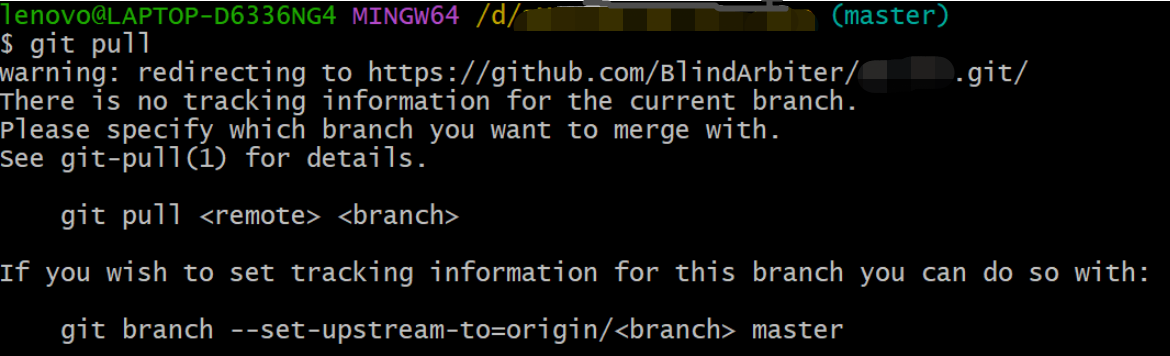 lenovo@LAPTOP-D6336NG4 MINGW64 /d/ (master)
$ git pull
warning: redirecting to https://github.com/BlindArbiter/.git/
There is no tracking information for the current branch.
Please specify which branch you want to merge with.
See git-pull(1) for details.
git pull <remote> <branch>
If you wish to set tracking information for this branch you can do so with:
git branch --set-upstream-to=origin/<branch> master